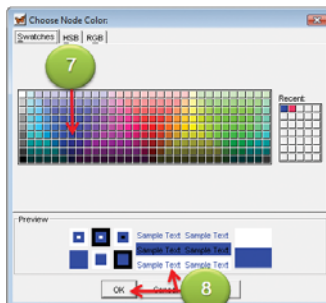 Choose Node Color:
Swatches HSB RGB
7
Recent:
Preview
Sample Text Sample Text
Sample Text Sample Text
Sample Text Sample Text
OK
8